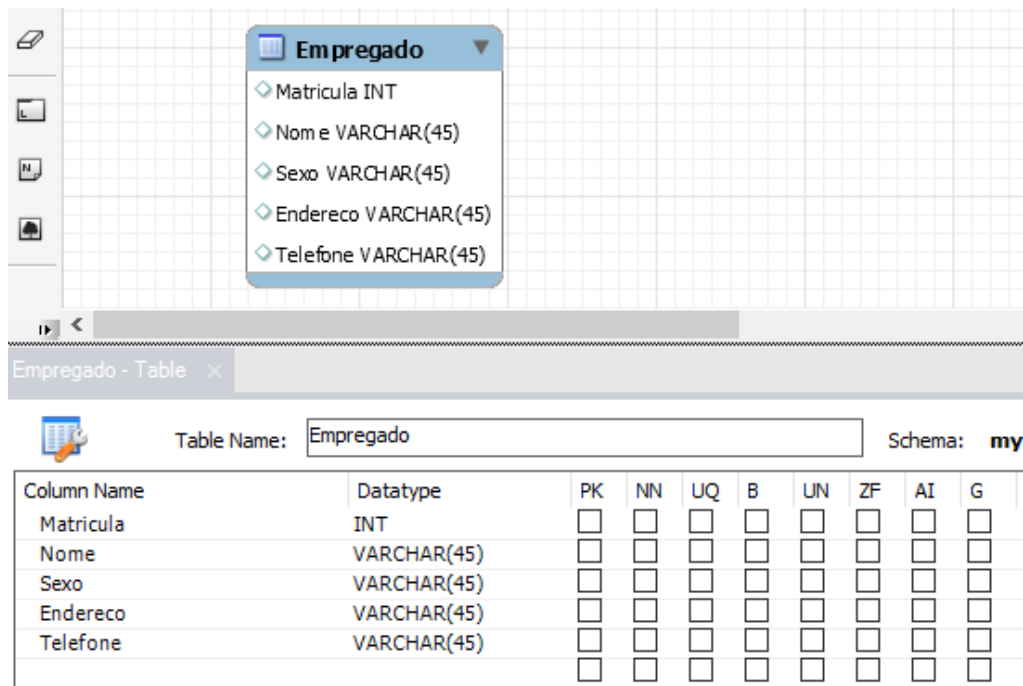 Empregado
Matricula INT
Nome VARCHAR(45)
Sexo VARCHAR(45)
Endereco VARCHAR(45)
Telefone VARCHAR(45)
Empregado - Table
Table Name: Empregado Schema: my
Column Name Datatype PK NN UQ B UN ZF AI G
Matricula INT
Nome VARCHAR(45)
Sexo VARCHAR(45)
Endereco VARCHAR(45)
Telefone VARCHAR(45)